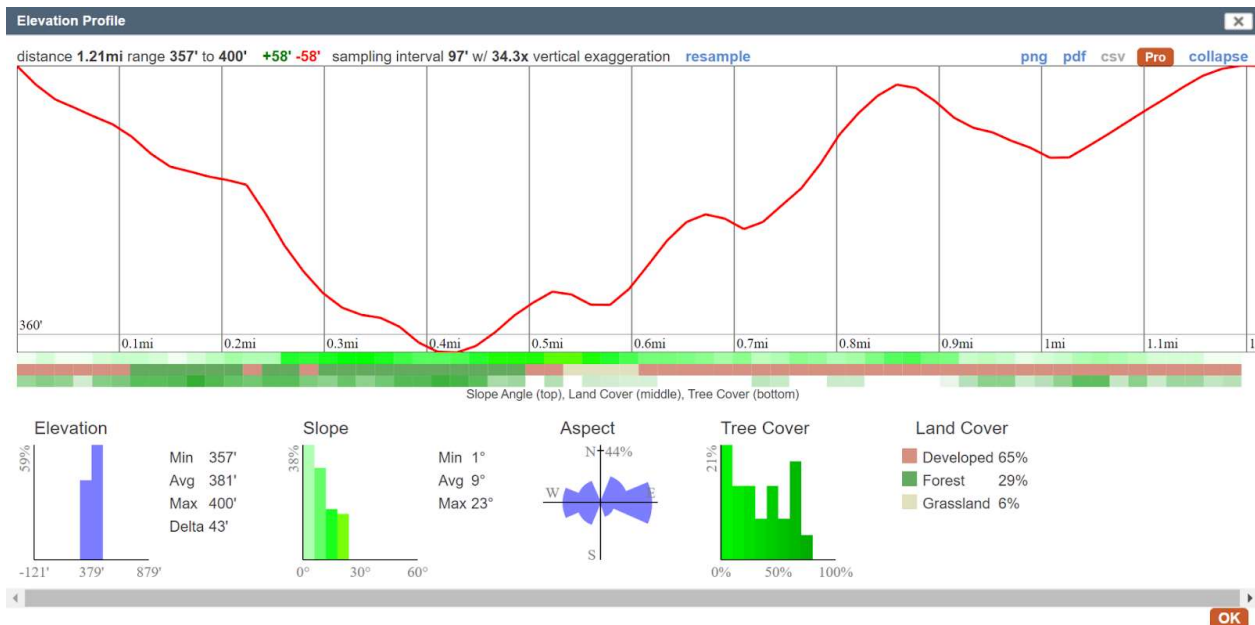 Elevation Profile
distance 1.21mi range 357' to 400' +58' -58' sampling interval 97' w/ 34.3x vertical exaggeration resample png pdf csv Pro collapse
360'
0.1mi 0.2mi 0.3mi 0.4mi 0.5mi 0.6mi 0.7mi 0.8mi 0.9mi 1mi 1.1mi 1
Slope Angle (top), Land Cover (middle), Tree Cover (bottom)
Elevation
59%
-121' 379' 879'
Min 357'
Avg 381'
Max 400'
Delta 43'
Slope
38%
0° 30° 60°
Min 1°
Avg 9°
Max 23°
Aspect
N 44%
W E
S
Tree Cover
21%
0% 50% 100%
Land Cover
Developed 65%
Forest 29%
Grassland 6%
OK